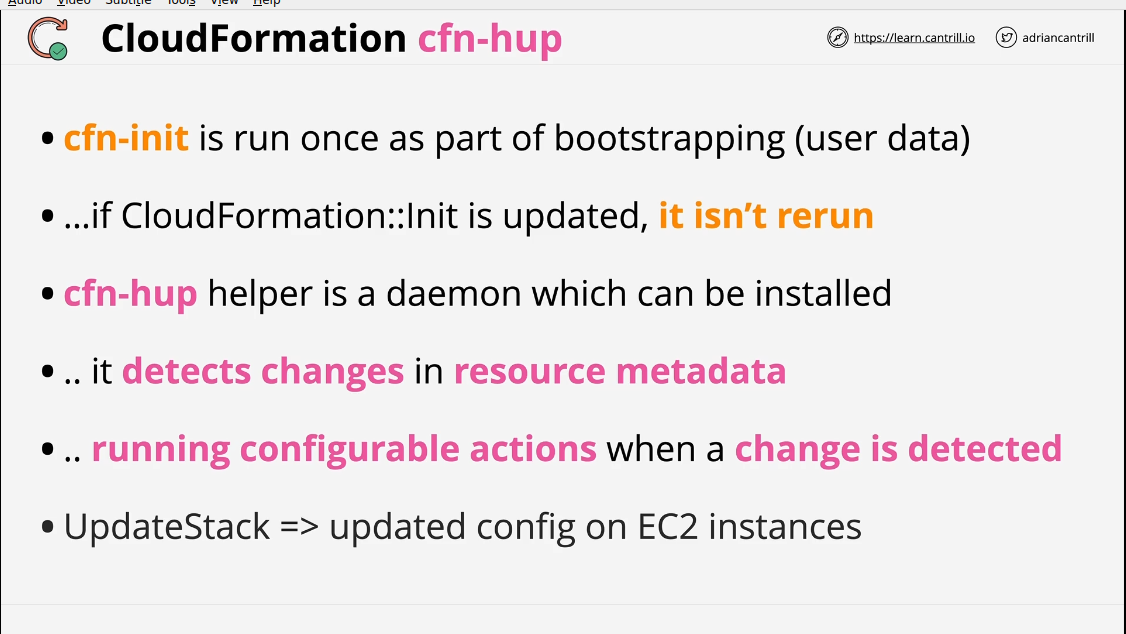 Audio Video Subtitle Tools View Help
CloudFormation cfn-hup
https://learn.cantrill.io adriancantrill
• cfn-init is run once as part of bootstrapping (user data)
• ...if CloudFormation::Init is updated, it isn’t rerun
• cfn-hup helper is a daemon which can be installed
• .. it detects changes in resource metadata
• .. running configurable actions when a change is detected
• UpdateStack => updated config on EC2 instances